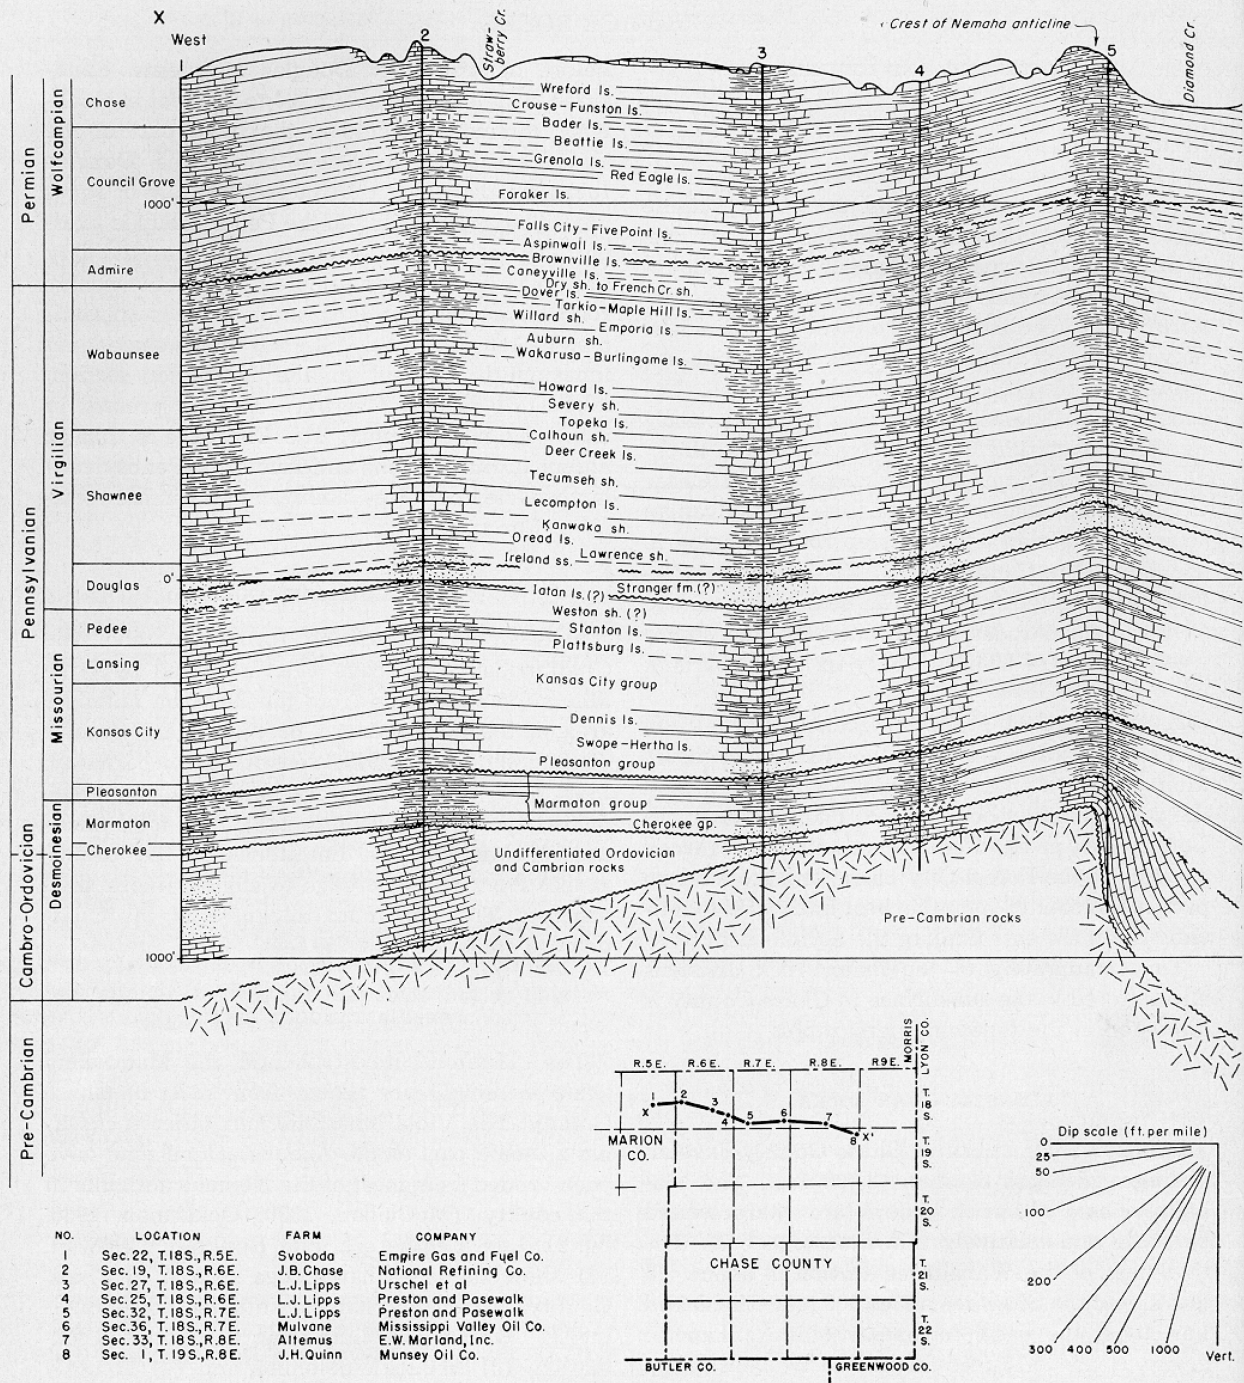 X
West
2
Straw-
berry Cr.
3
4
Crest of Nemaha anticline
5
Diamond Cr.
Permian
Wolfcampian
Chase
Council Grove
1000'
Admire
Pennsylvanian
Virgilian
Wabaunsee
Shawnee
0'
Douglas
Missourian
Pedee
Lansing
Kansas City
Pleasanton
Desmoinesian
Marmaton
Cherokee
Cambro-Ordovician
1000'
Pre-Cambrian
Wreford ls.
Crouse-Funston ls.
Bader ls.
Beattie ls.
Grenola ls.
Red Eagle ls.
Foraker ls.
Falls City-Five Point ls.
Aspinwall ls.
Brownville ls.
Caneyville ls.
Dry sh. to French Cr. sh.
Dover ls.
Tarkio-Maple Hill ls.
Willard sh.
Emporia ls.
Auburn sh.
Wakarusa-Burlingame ls.
Howard ls.
Severy sh.
Topeka ls.
Calhoun sh.
Deer Creek ls.
Tecumseh sh.
Lecompton ls.
Kanwaka sh.
Oread ls.
Lawrence sh.
Ireland ss.
Stranger fm.(?)
Iatan ls.(?)
Weston sh.(?)
Stanton ls.
Plattsburg ls.
Kansas City group
Dennis ls.
Swope-Hertha ls.
Pleasanton group
Marmaton group
Cherokee gp.
Undifferentiated Ordovician
and Cambrian rocks
Pre-Cambrian rocks
R.5E. R.6E. R.7E. R.8E. R9E.
MORRIS
LYON CO.
X 1 2 3 4 5 6 7 8 X'
MARION
CO.
T.
18
S.
T.
19
S.
T.
20
S.
CHASE COUNTY
T.
21
S.
T.
22
S.
BUTLER CO. GREENWOOD CO.
Dip scale (ft. per mile)
0
25
50
100
200
300 400 500 1000
Vert.
NO. LOCATION FARM COMPANY
1 Sec. 22, T.18S., R.5E. Svoboda Empire Gas and Fuel Co.
2 Sec. 19, T.18S., R.6E. J.B.Chase National Refining Co.
3 Sec. 27, T.18S., R.6E. L.J.Lipps Urschel et al
4 Sec. 25, T.18S., R.6E. L.J.Lipps Preston and Pasewalk
5 Sec. 32, T.18S., R.7E. L.J.Lipps Preston and Pasewalk
6 Sec. 36, T.18S., R.7E. Mulvane Mississippi Valley Oil Co.
7 Sec. 33, T.18S., R.8E. Altemus E.W. Marland, Inc.
8 Sec. 1, T.19S., R.8E. J.H.Quinn Munsey Oil Co.